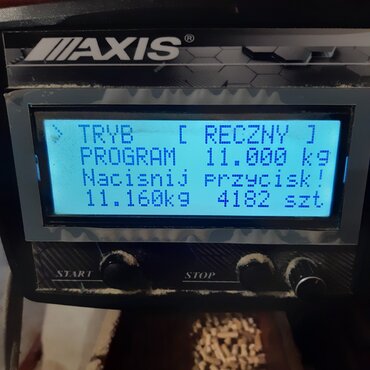 AXIS®
> TRYB [ RECZNY ]
PROGRAM 11.000 kg
Nacisnij przycisk!
11.160kg 4182 szt
START STOP